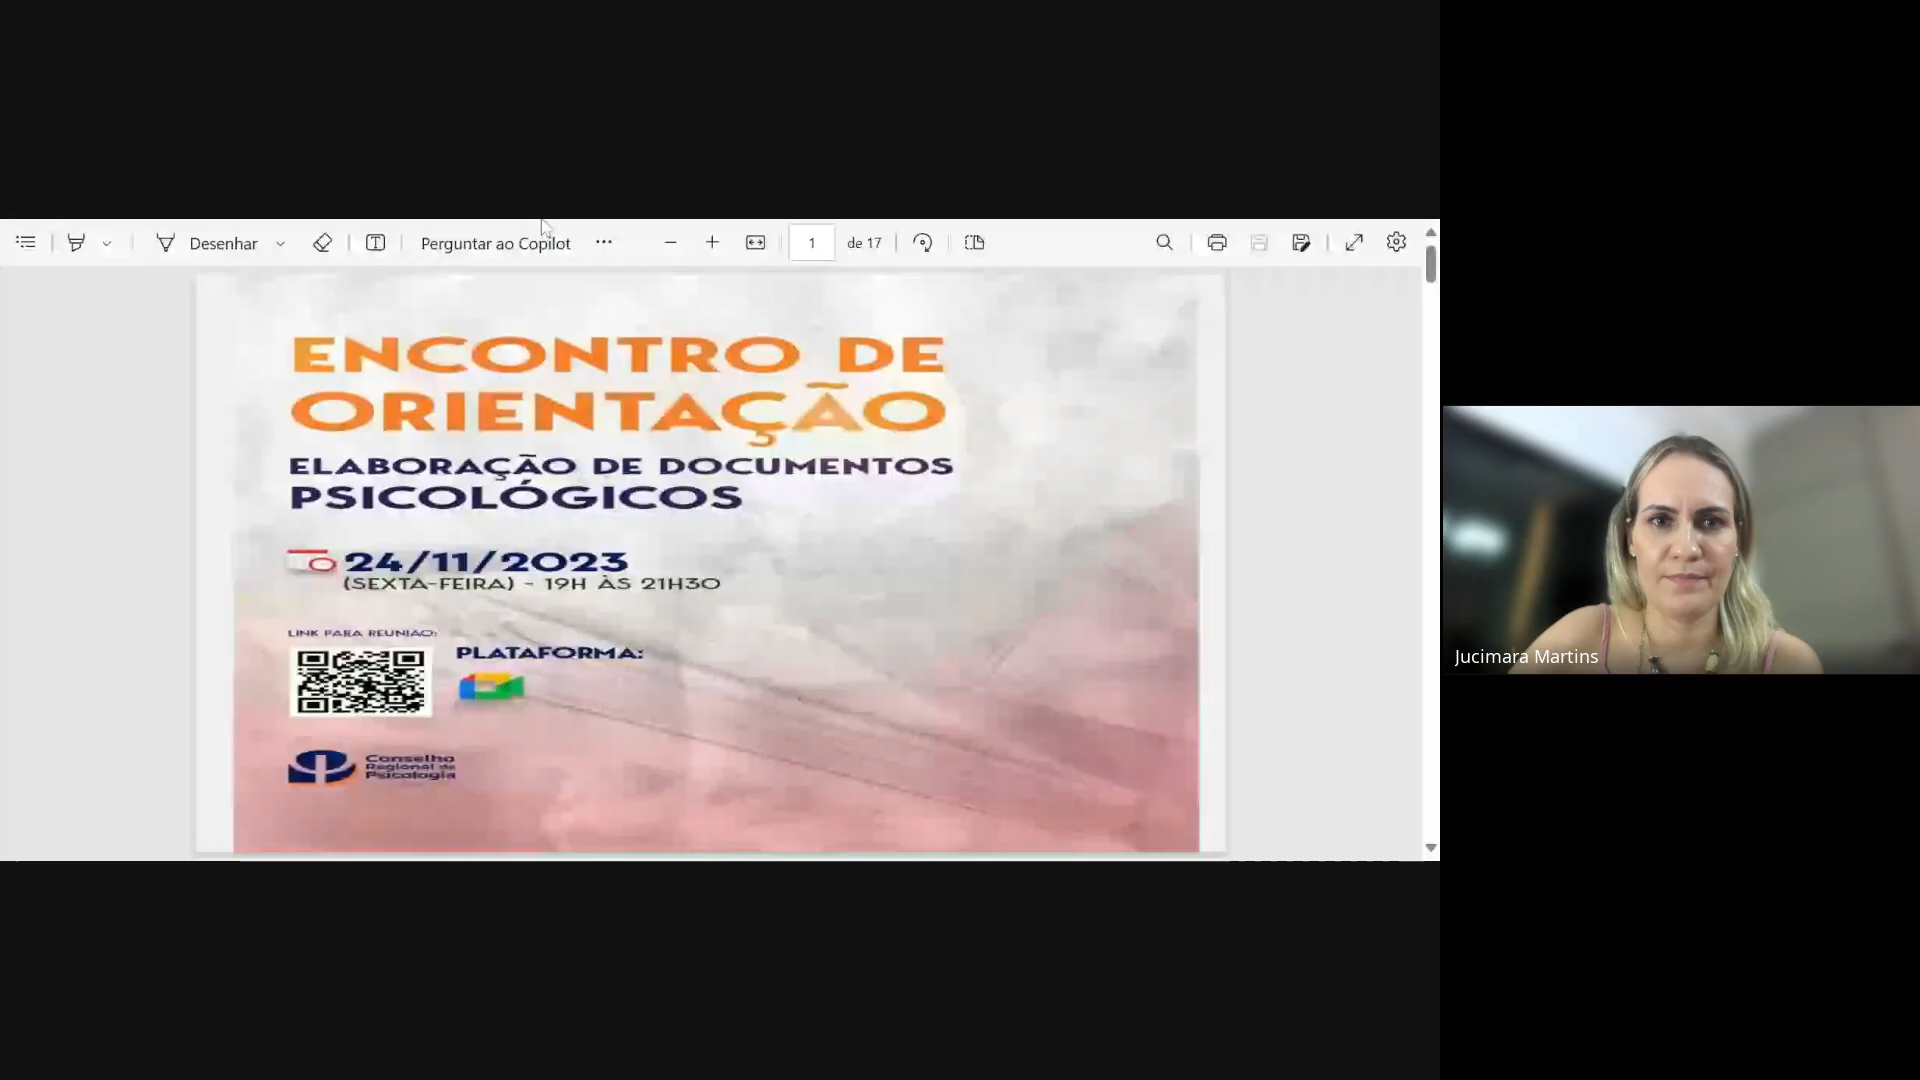 Desenhar
Perguntar ao Copilot
1
de 17
ENCONTRO DE
ORIENTAÇÃO
ELABORAÇÃO DE DOCUMENTOS
PSICOLÓGICOS
24/11/2023
(SEXTA-FEIRA) - 19H ÀS 21H30
LINK PARA REUNIÃO:
PLATAFORMA:
Conselho
Regional de
Psicologia
Jucimara Martins